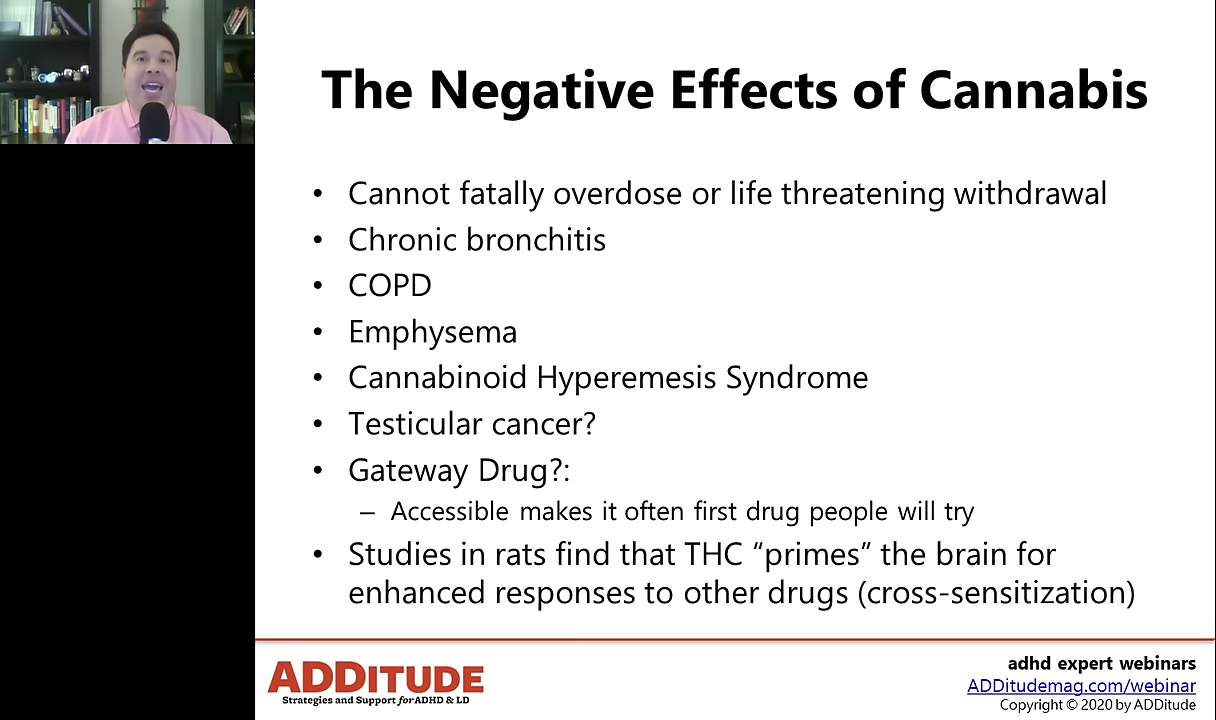 The Negative Effects of Cannabis
• Cannot fatally overdose or life threatening withdrawal
• Chronic bronchitis
• COPD
• Emphysema
• Cannabinoid Hyperemesis Syndrome
• Testicular cancer?
• Gateway Drug?:
– Accessible makes it often first drug people will try
• Studies in rats find that THC “primes” the brain for
enhanced responses to other drugs (cross-sensitization)
ADDITUDE
Strategies and Support for ADHD & LD
adhd expert webinars
ADDitudemag.com/webinar
Copyright © 2020 by ADDitude